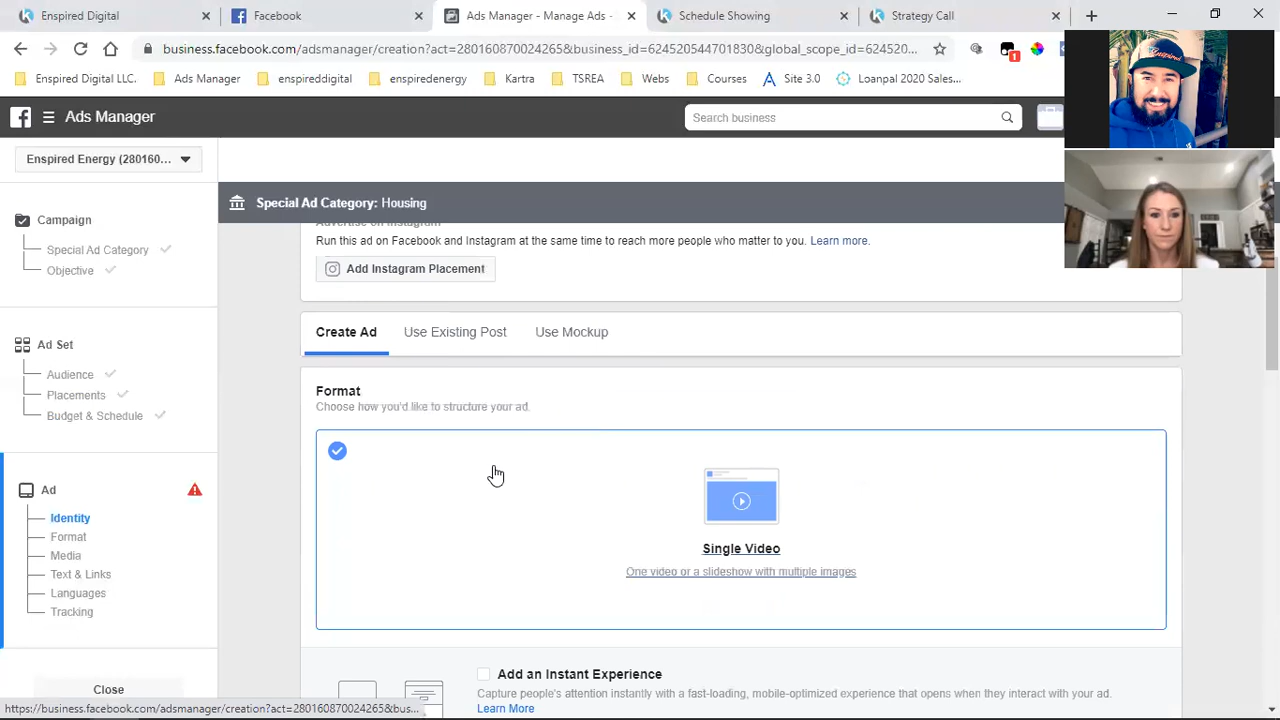 Enspired Digital
Facebook
Ads Manager - Manage Ads -
Schedule Showing
Strategy Call
business.facebook.com/adsmanager/creation?act=280160870024265&business_id=624520544701830&global_scope_id=624520...
Enspired Digital LLC.
Ads Manager
enspireddigital
enspiredenergy
Kartra
TSREA
Webs
Courses
Site 3.0
Lonpal 2020 Sales...
1
Ads Manager
Search business
Enspired Energy (280160...
Special Ad Category: Housing
Campaign
Special Ad Category
Objective
Ad Set
Audience
Placements
Budget & Schedule
Ad
Identity
Format
Media
Text & Links
Languages
Tracking
Close
Advertise on Instagram
Run this ad on Facebook and Instagram at the same time to reach more people who matter to you. Learn more.
Add Instagram Placement
Create Ad
Use Existing Post
Use Mockup
Format
Choose how you'd like to structure your ad.
Single Video
One video or a slideshow with multiple images
Add an Instant Experience
Capture people's attention instantly with a fast-loading, mobile-optimized experience that opens when they interact with your ad.
Learn More
https://business.facebook.com/adsmanager/creation?act=280160870024265&bus...